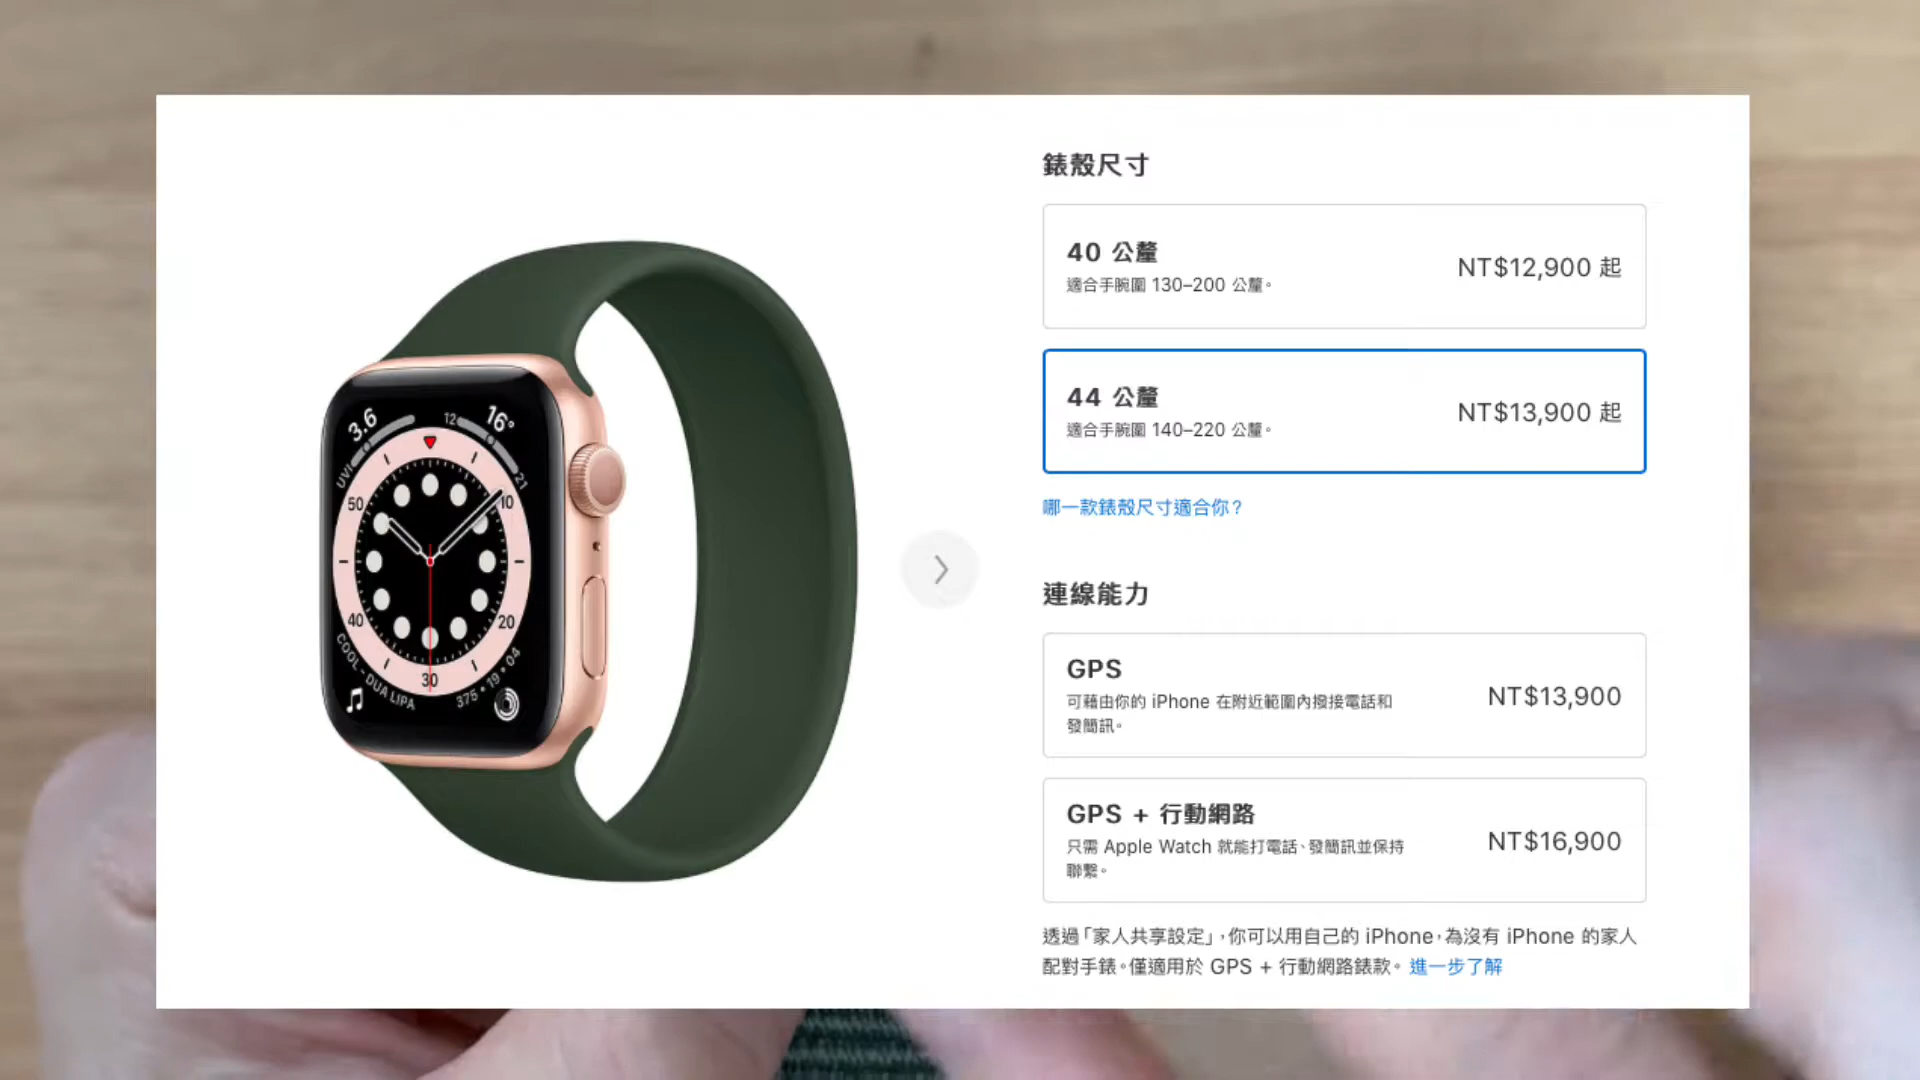 錶殼尺寸
40 公釐
適合手腕圍 130–200 公釐。
NT$12,900 起
44 公釐
適合手腕圍 140–220 公釐。
NT$13,900 起
哪一款錶殼尺寸適合你？
連線能力
GPS
可藉由你的 iPhone 在附近範圍內撥接電話和
發簡訊。
NT$13,900
GPS + 行動網路
只需 Apple Watch 就能打電話、發簡訊並保持
聯繫。
NT$16,900
透過「家人共享設定」，你可以用自己的 iPhone，為沒有 iPhone 的家人
配對手錶。僅適用於 GPS + 行動網路錶款。進一步了解
3.6
UVI
12
16°
21
50
10
40
20
30
COOL – DUA LIPA
375 • 19 • 04